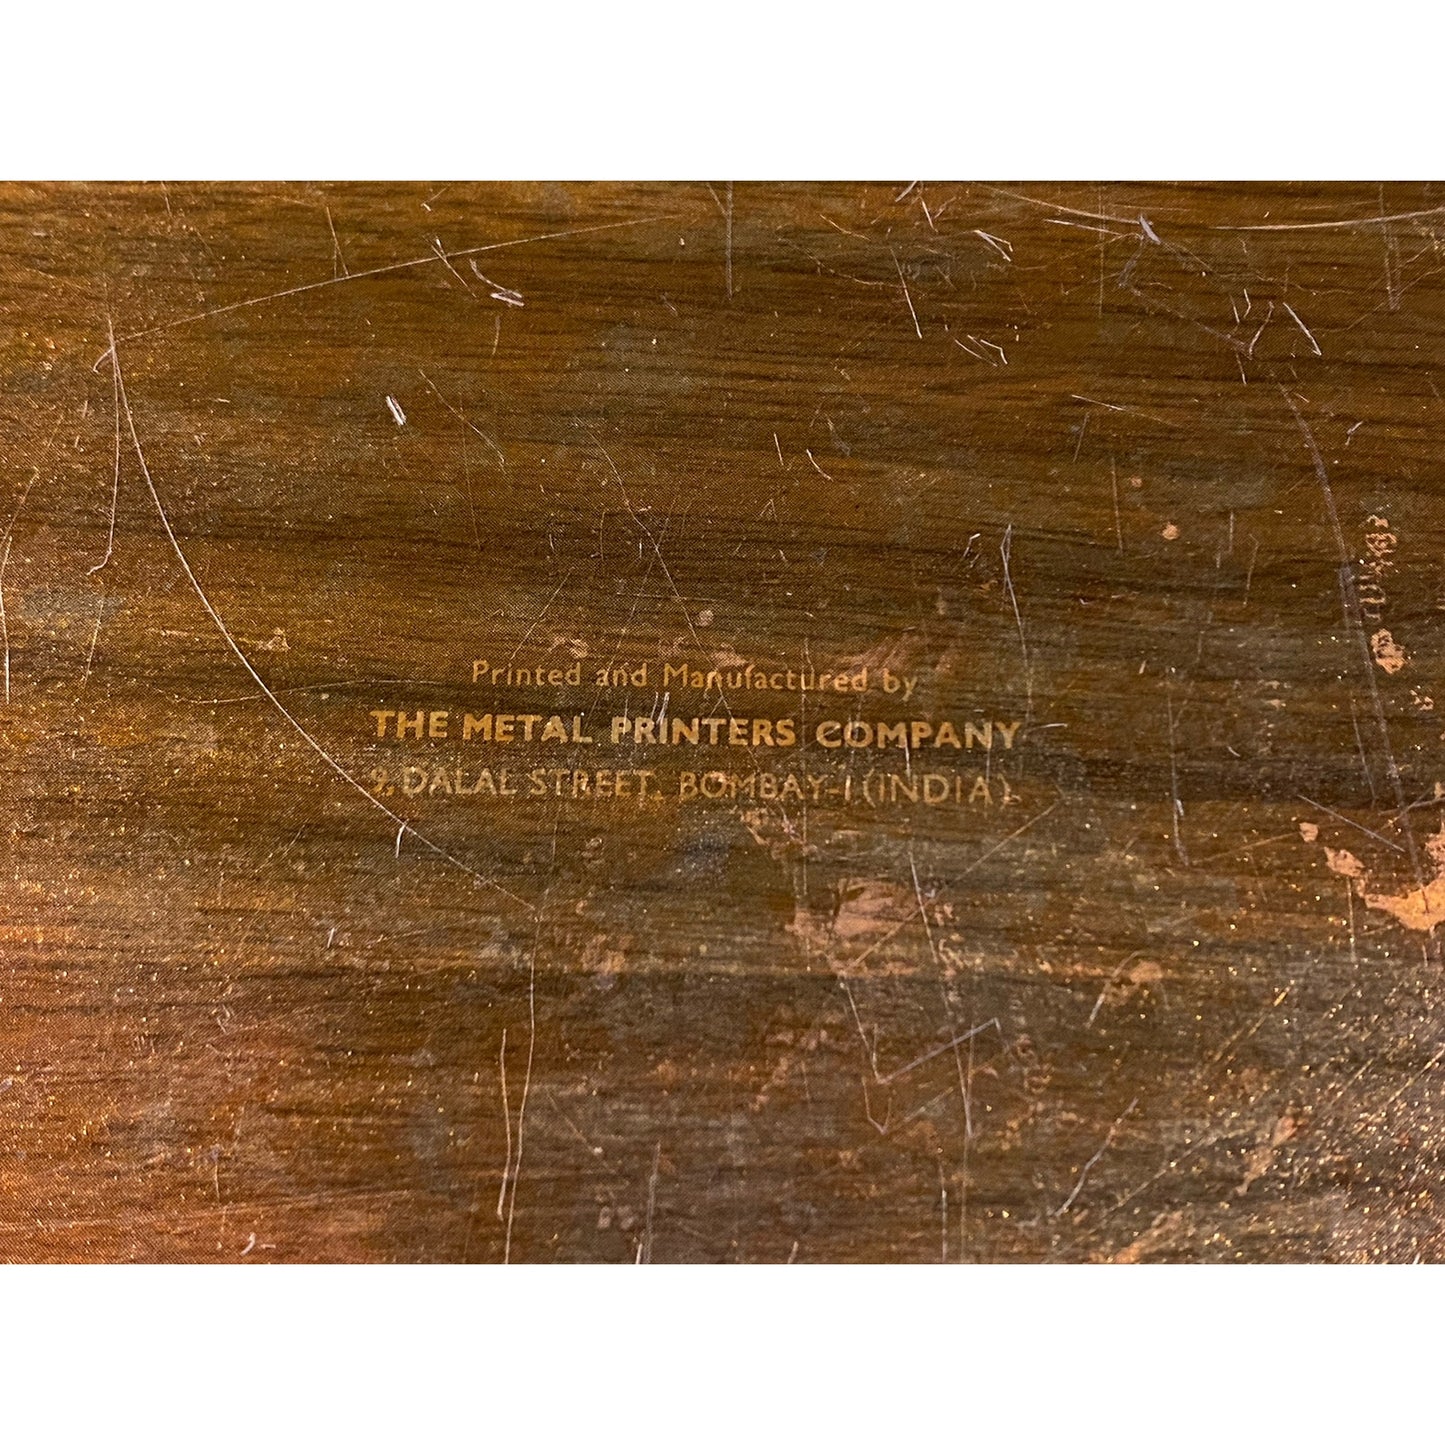 Printed and Manufactured by
THE METAL PRINTERS COMPANY
9, DALAL STREET, BOMBAY-1 (INDIA)